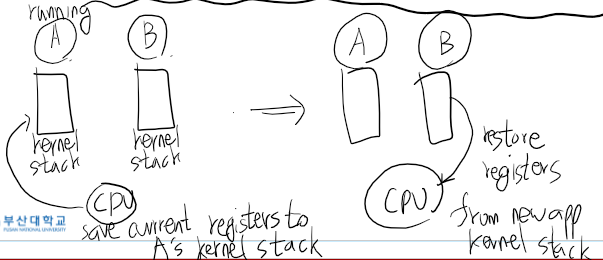 running
A
B
kernel
stack
kernel
stack
CPU
save current registers to
A's kernel stack
A
B
restore
registers
CPU
from new app
kernel stack
부산대학교
PUSAN NATIONAL UNIVERSITY